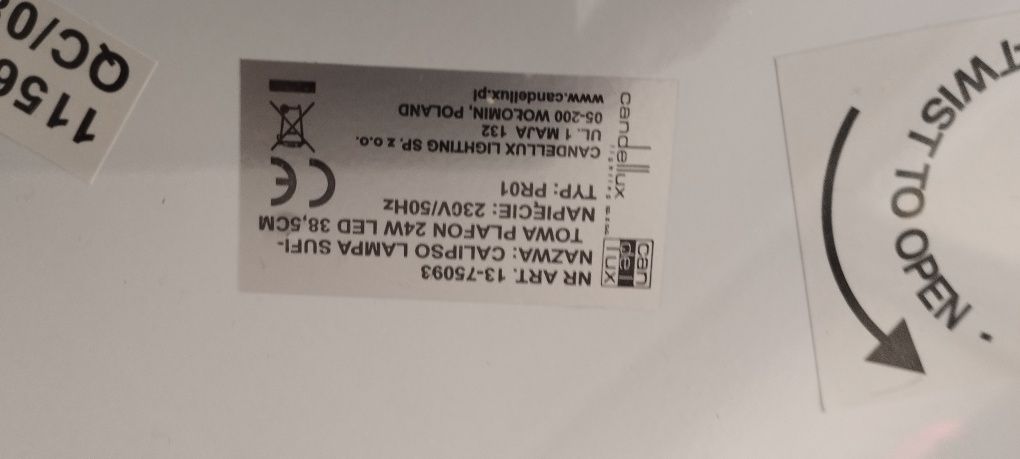 NR ART. 13-75093
NAZWA: CALIPSO LAMPA SUFI-
TOWA PLAFON 24W LED 38,5CM
NAPIĘCIE: 230V/50Hz
TYP: PR01
CANDELLUX LIGHTING SP. z o.o.
UL. 1 MAJA 132
05-200 WOŁOMIN, POLAND
www.candellux.pl
can
del
lux
candellux
CE
TWIST TO OPEN -
1156
QC/0